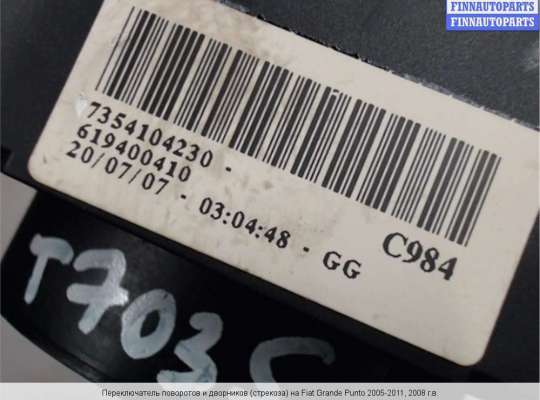 FINNAUTOPARTS
FINNAUTOPARTS
FINNAUTOPARTS
7354104230 -
619400410
20/07/07 - 03:04:48 - GG
C984
T703C
Переключатель поворотов и дворников (стрекоза) на Fiat Grande Punto 2005-2011, 2008 г.в.